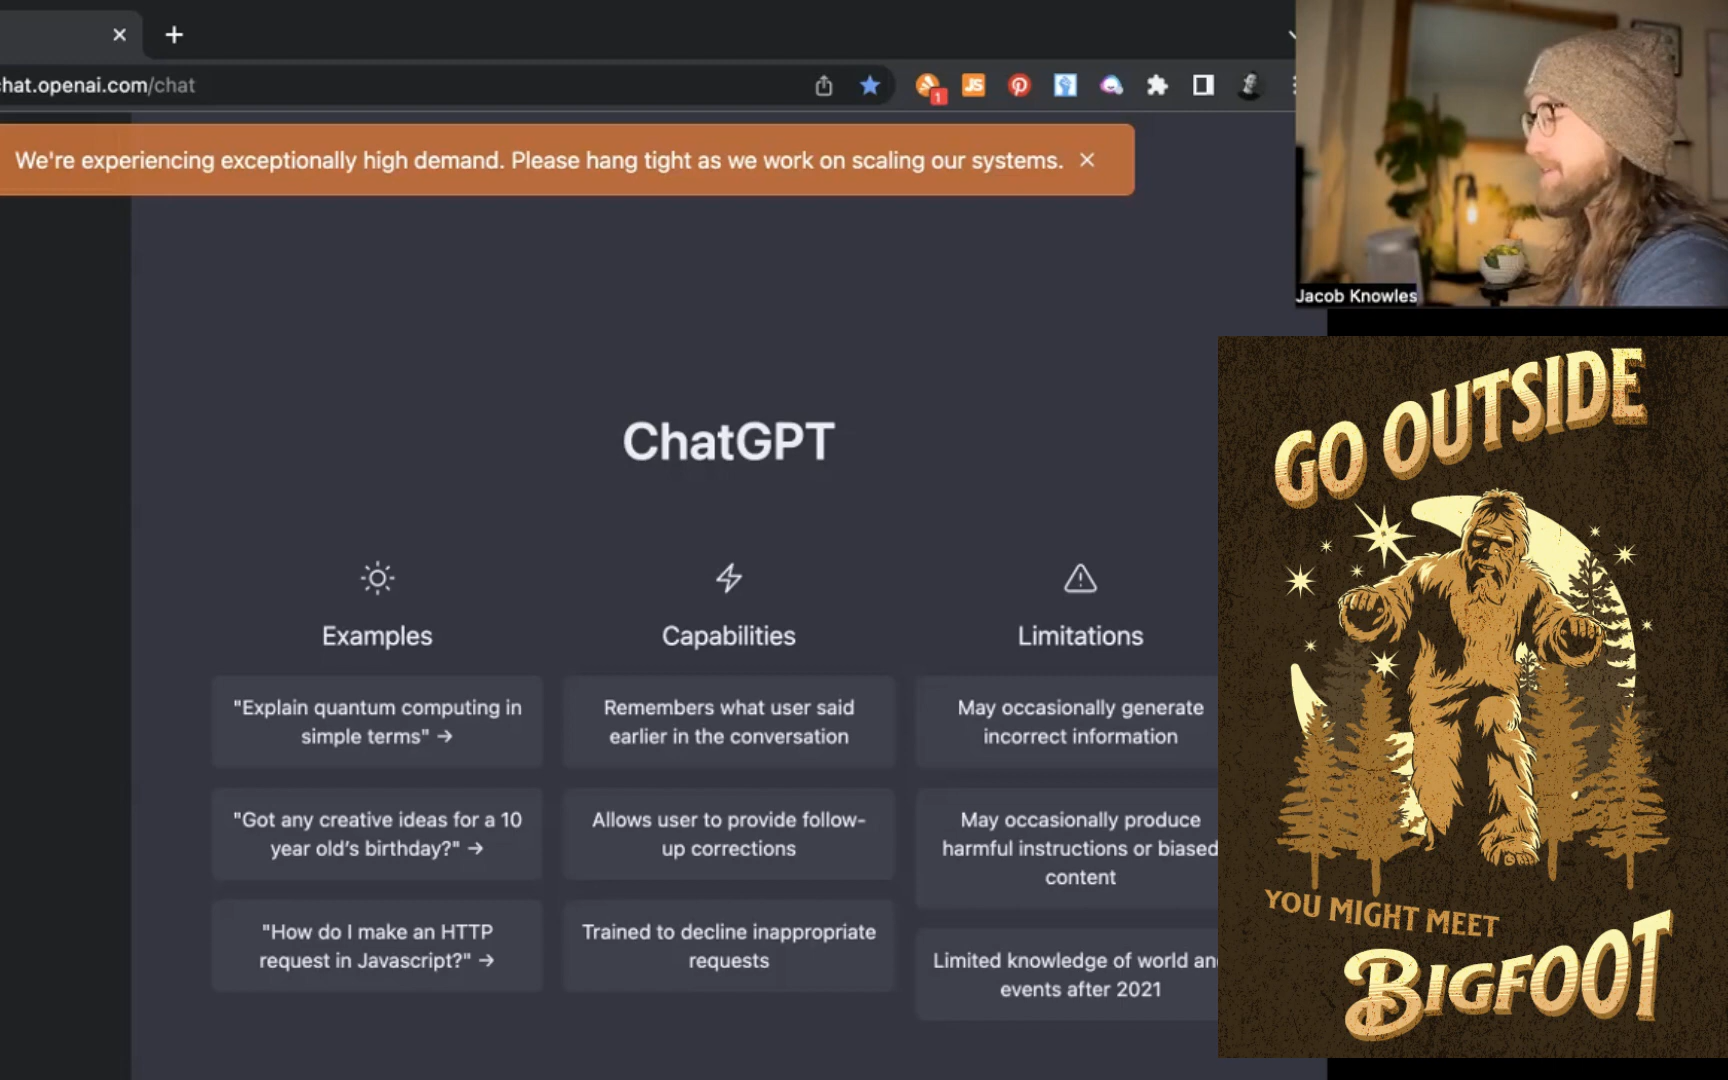 chat.openai.com/chat
1
JS
We're experiencing exceptionally high demand. Please hang tight as we work on scaling our systems.
Jacob Knowles
ChatGPT
Examples
"Explain quantum computing in
simple terms" →
"Got any creative ideas for a 10
year old's birthday?" →
"How do I make an HTTP
request in Javascript?" →
Capabilities
Remembers what user said
earlier in the conversation
Allows user to provide follow-
up corrections
Trained to decline inappropriate
requests
Limitations
May occasionally generate
incorrect information
May occasionally produce
harmful instructions or biased
content
Limited knowledge of world an
events after 2021
GO OUTSIDE
YOU MIGHT MEET
BIGFOOT